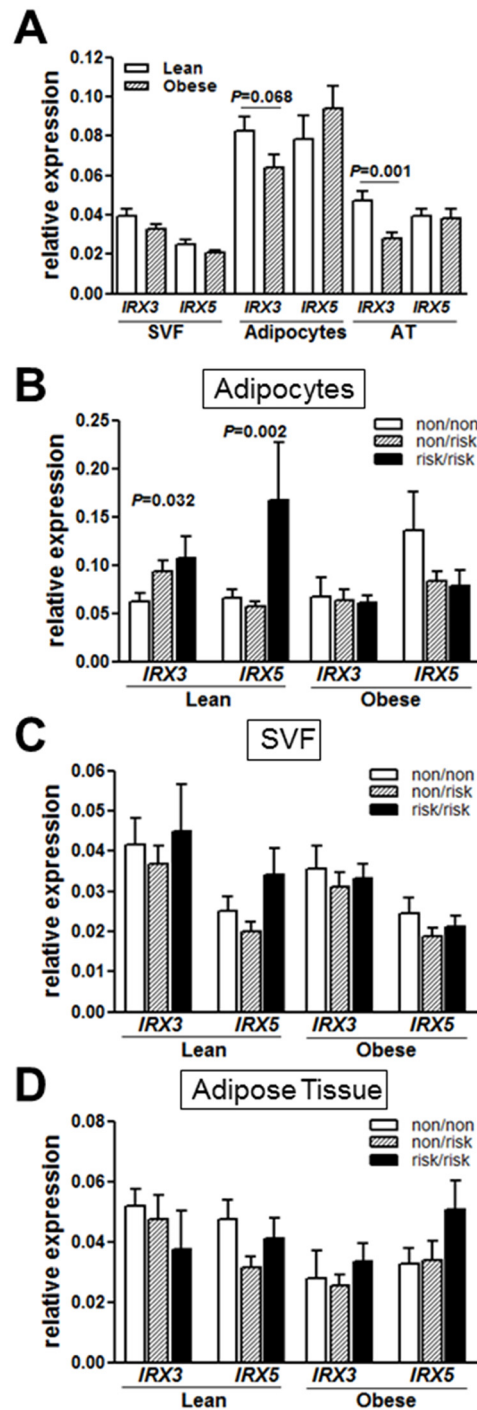 A
Lean
Obese
relative expression
0.12
0.10
0.08
0.06
0.04
0.02
0.00
P=0.068
P=0.001
IRX3 IRX5 IRX3 IRX5 IRX3 IRX5
SVF Adipocytes AT
B
Adipocytes
non/non
non/risk
risk/risk
relative expression
0.25
0.20
0.15
0.10
0.05
0.00
P=0.002
P=0.032
IRX3 IRX5 IRX3 IRX5
Lean Obese
C
SVF
non/non
non/risk
risk/risk
relative expression
0.06
0.05
0.04
0.03
0.02
0.01
0.00
IRX3 IRX5 IRX3 IRX5
Lean Obese
D
Adipose Tissue
non/non
non/risk
risk/risk
relative expression
0.08
0.06
0.04
0.02
0.00
IRX3 IRX5 IRX3 IRX5
Lean Obese